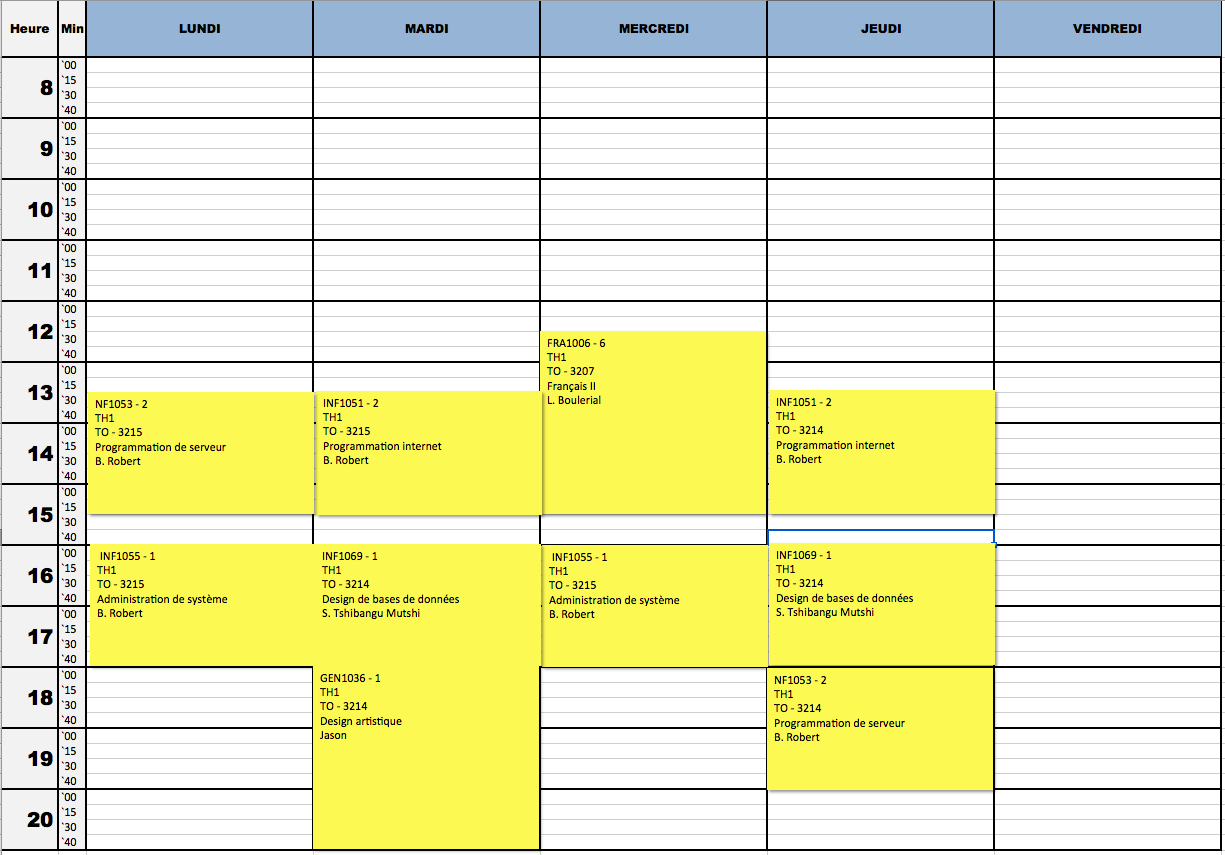 Heure Min LUNDI MARDI MERCREDI JEUDI VENDREDI
8
`00
`15
`30
`40
9
`00
`15
`30
`40
10
`00
`15
`30
`40
11
`00
`15
`30
`40
12
`00
`15
`30
`40
13
`00
`15
`30
`40
14
`00
`15
`30
`40
15
`00
`15
`30
`40
16
`00
`15
`30
`40
17
`00
`15
`30
`40
18
`00
`15
`30
`40
19
`00
`15
`30
`40
20
`00
`15
`30
`40
NF1053 - 2
TH1
TO - 3215
Programmation de serveur
B. Robert
INF1055 - 1
TH1
TO - 3215
Administration de système
B. Robert
INF1051 - 2
TH1
TO - 3215
Programmation internet
B. Robert
INF1069 - 1
TH1
TO - 3214
Design de bases de données
S. Tshibangu Mutshi
GEN1036 - 1
TH1
TO - 3214
Design artistique
Jason
FRA1006 - 6
TH1
TO - 3207
Français II
L. Boulerial
INF1055 - 1
TH1
TO - 3215
Administration de système
B. Robert
INF1051 - 2
TH1
TO - 3214
Programmation internet
B. Robert
INF1069 - 1
TH1
TO - 3214
Design de bases de données
S. Tshibangu Mutshi
NF1053 - 2
TH1
TO - 3214
Programmation de serveur
B. Robert